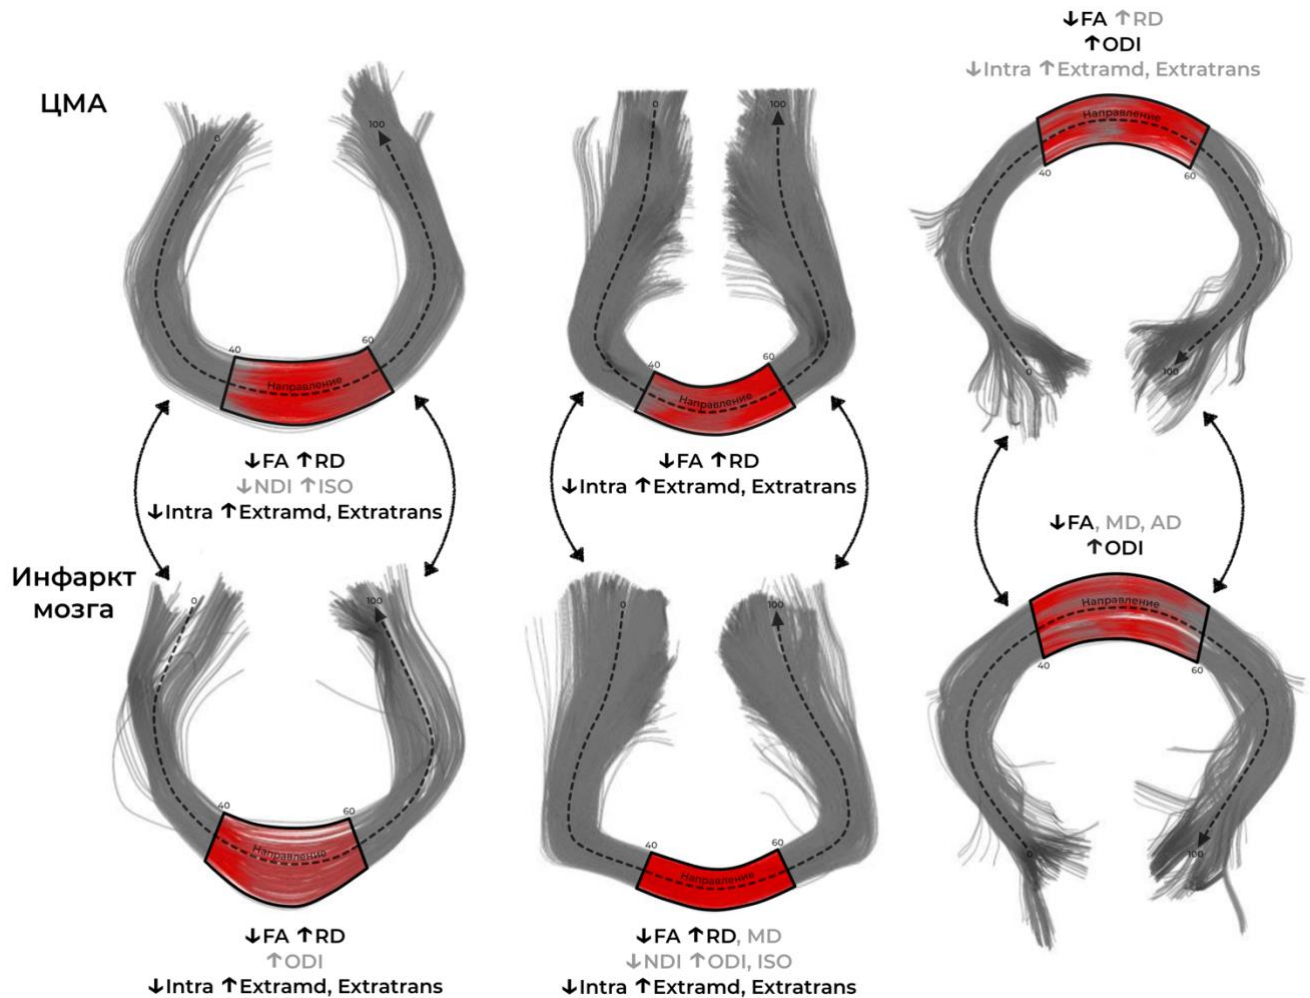 ЦМА
0
100
40
60
Направление
↓FA ↑RD
↓NDI ↑ISO
↓Intra ↑Extramd, Extratrans
0
100
40
60
Направление
↓FA ↑RD
↓Intra ↑Extramd, Extratrans
↓FA ↑RD
↑ODI
↓Intra ↑Extramd, Extratrans
Направление
40
60
0
100
Инфаркт
мозга
0
100
40
60
Направление
↓FA ↑RD
↑ODI
↓Intra ↑Extramd, Extratrans
0
100
40
60
Направление
↓FA ↑RD, MD
↓NDI ↑ODI, ISO
↓Intra ↑Extramd, Extratrans
↓FA, MD, AD
↑ODI
Направление
40
60
0
100